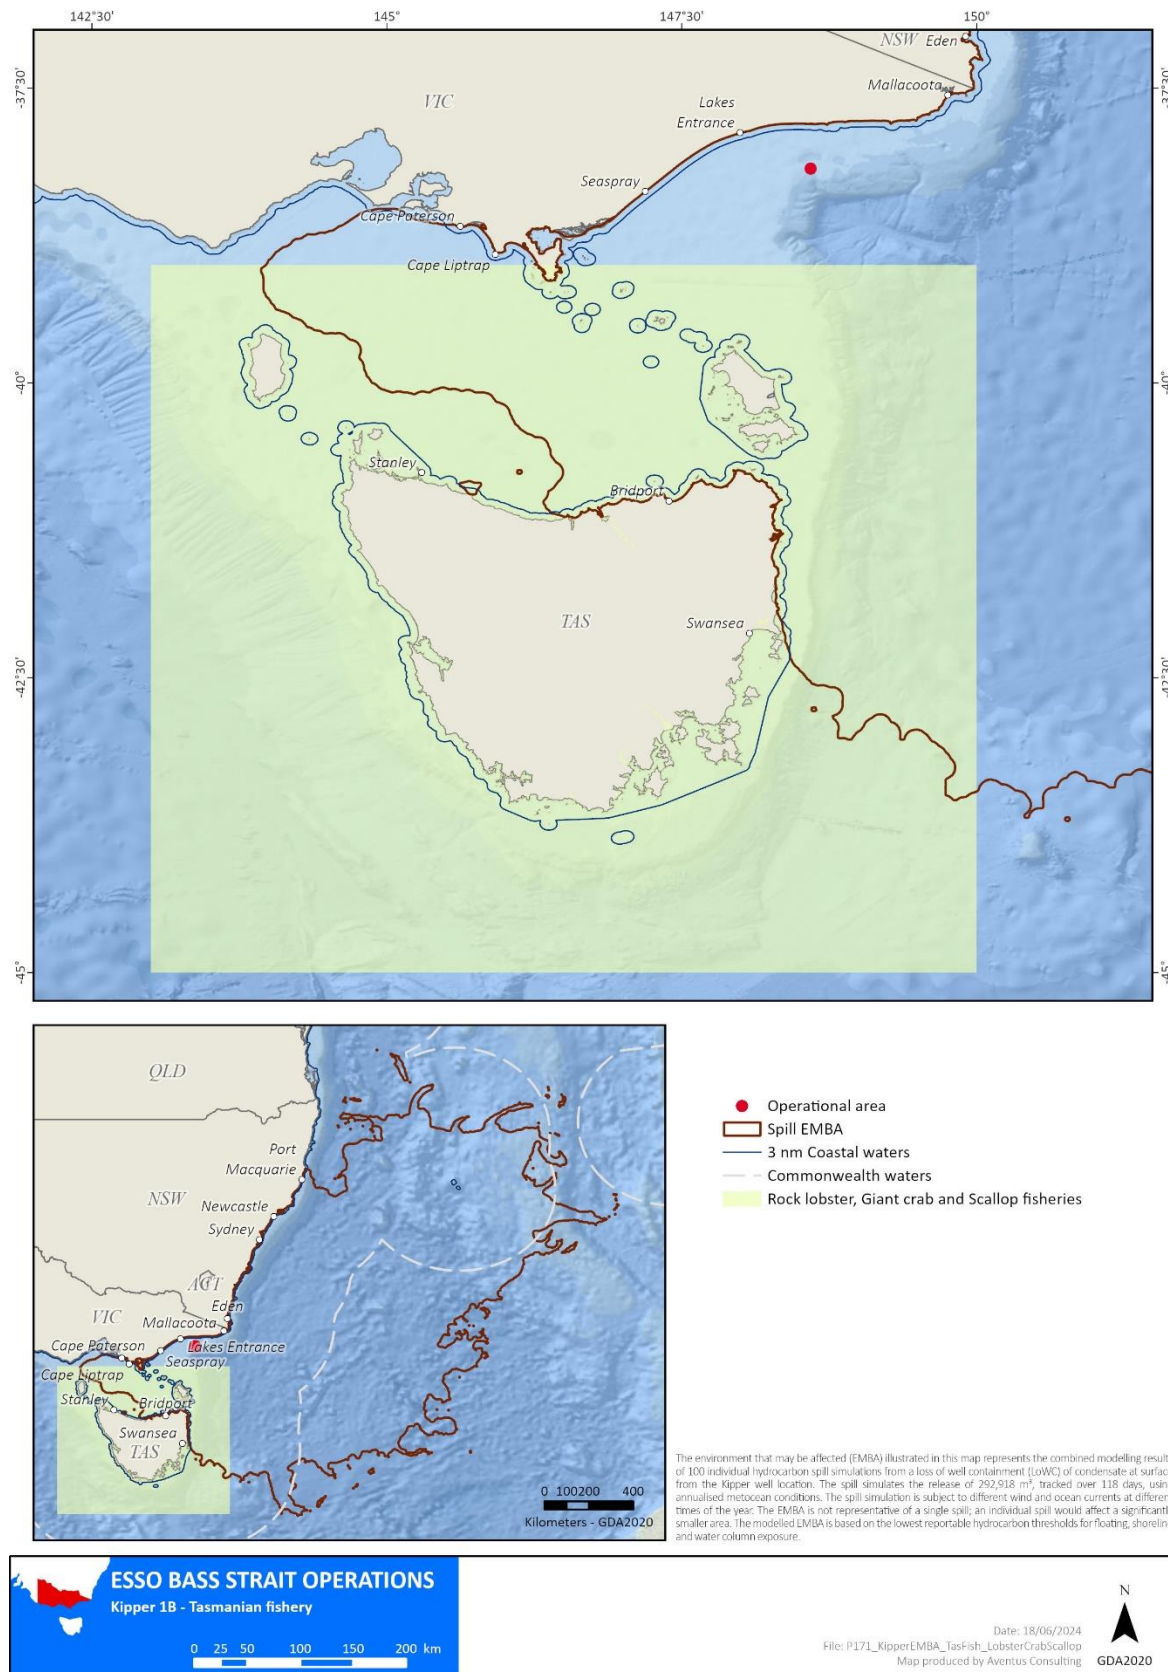 142°30'
145°
147°30'
150°
NSW
Eden
-37°30'
-37°30'
Mallacoota
VIC
Lakes
Entrance
Seaspray
Cape Paterson
Cape Liptrap
-40°
-40°
Stanley
Bridport
TAS
Swansea
-42°30'
-42°30'
-45°
-45°
QLD
Port
Macquarie
NSW
Newcastle
Sydney
ACT
Eden
VIC
Mallacoota
Cape Paterson
Lakes Entrance
Seaspray
Cape Liptrap
Stanley
Bridport
Swansea
TAS
0 100200 400
Kilometers - GDA2020
Operational area
Spill EMBA
3 nm Coastal waters
Commonwealth waters
Rock lobster, Giant crab and Scallop fisheries
The environment that may be affected (EMBA) illustrated in this map represents the combined modelling result
of 100 individual hydrocarbon spill simulations from a loss of well containment (LoWC) of condensate at surfac
from the Kipper well location. The spill simulates the release of 292,918 m³, tracked over 118 days, usin
annualised metocean conditions. The spill simulation is subject to different wind and ocean currents at differen
times of the year. The EMBA is not representative of a single spill; an individual spill would affect a significantl
smaller area. The modelled EMBA is based on the lowest reportable hydrocarbon thresholds for floating, shorelin
and water column exposure.
ESSO BASS STRAIT OPERATIONS
Kipper 1B - Tasmanian fishery
0 25 50 100 150 200 km
N
Date: 18/06/2024
File: P171_KipperEMBA_TasFish_LobsterCrabScallop
Map produced by Aventus Consulting
GDA2020